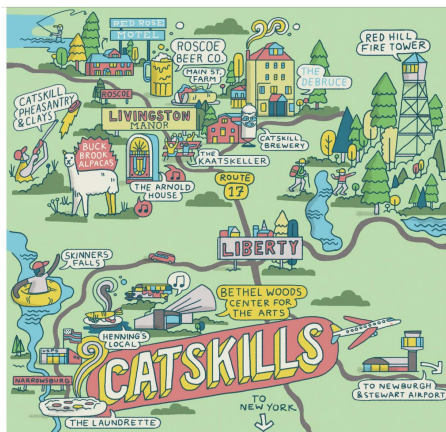 RED ROSE
MOTEL
ROSCOE
BEER CO.
MAIN ST.
FARM
RED HILL
FIRE TOWER
THE
DEBRUCE
CATSKILL
PHEASANTRY
& CLAYS
ROSCOE
LIVINGSTON
MANOR
CATSKILL
BREWERY
BUCK
BROOK
ALPACAS
THE
KAATSKELLER
THE ARNOLD
HOUSE
ROUTE
17
LIBERTY
SKINNERS
FALLS
BETHEL WOODS
CENTER FOR
THE ARTS
HENNING'S
LOCAL
CATSKILLS
NARROWSBURG
THE LAUNDRETTE
TO
NEW YORK
TO NEWBURGH
& STEWART AIRPORT